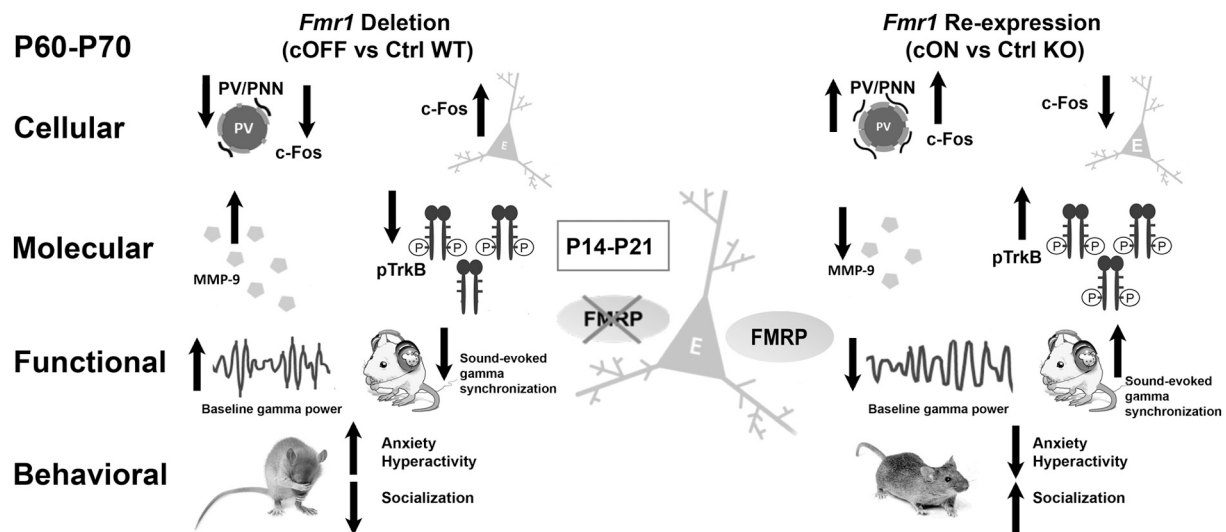 P60-P70
Fmr1 Deletion
(cOFF vs Ctrl WT)
Fmr1 Re-expression
(cON vs Ctrl KO)
Cellular
PV/PNN
PV
c-Fos
c-Fos
E
PV/PNN
PV
c-Fos
c-Fos
E
Molecular
MMP-9
pTrkB
P P P P
P14-P21
FMRP
E
FMRP
MMP-9
pTrkB
P P P P
P P
Functional
Baseline gamma power
Sound-evoked
gamma
synchronization
Baseline gamma power
Sound-evoked
gamma
synchronization
Behavioral
Anxiety
Hyperactivity
Socialization
Anxiety
Hyperactivity
Socialization